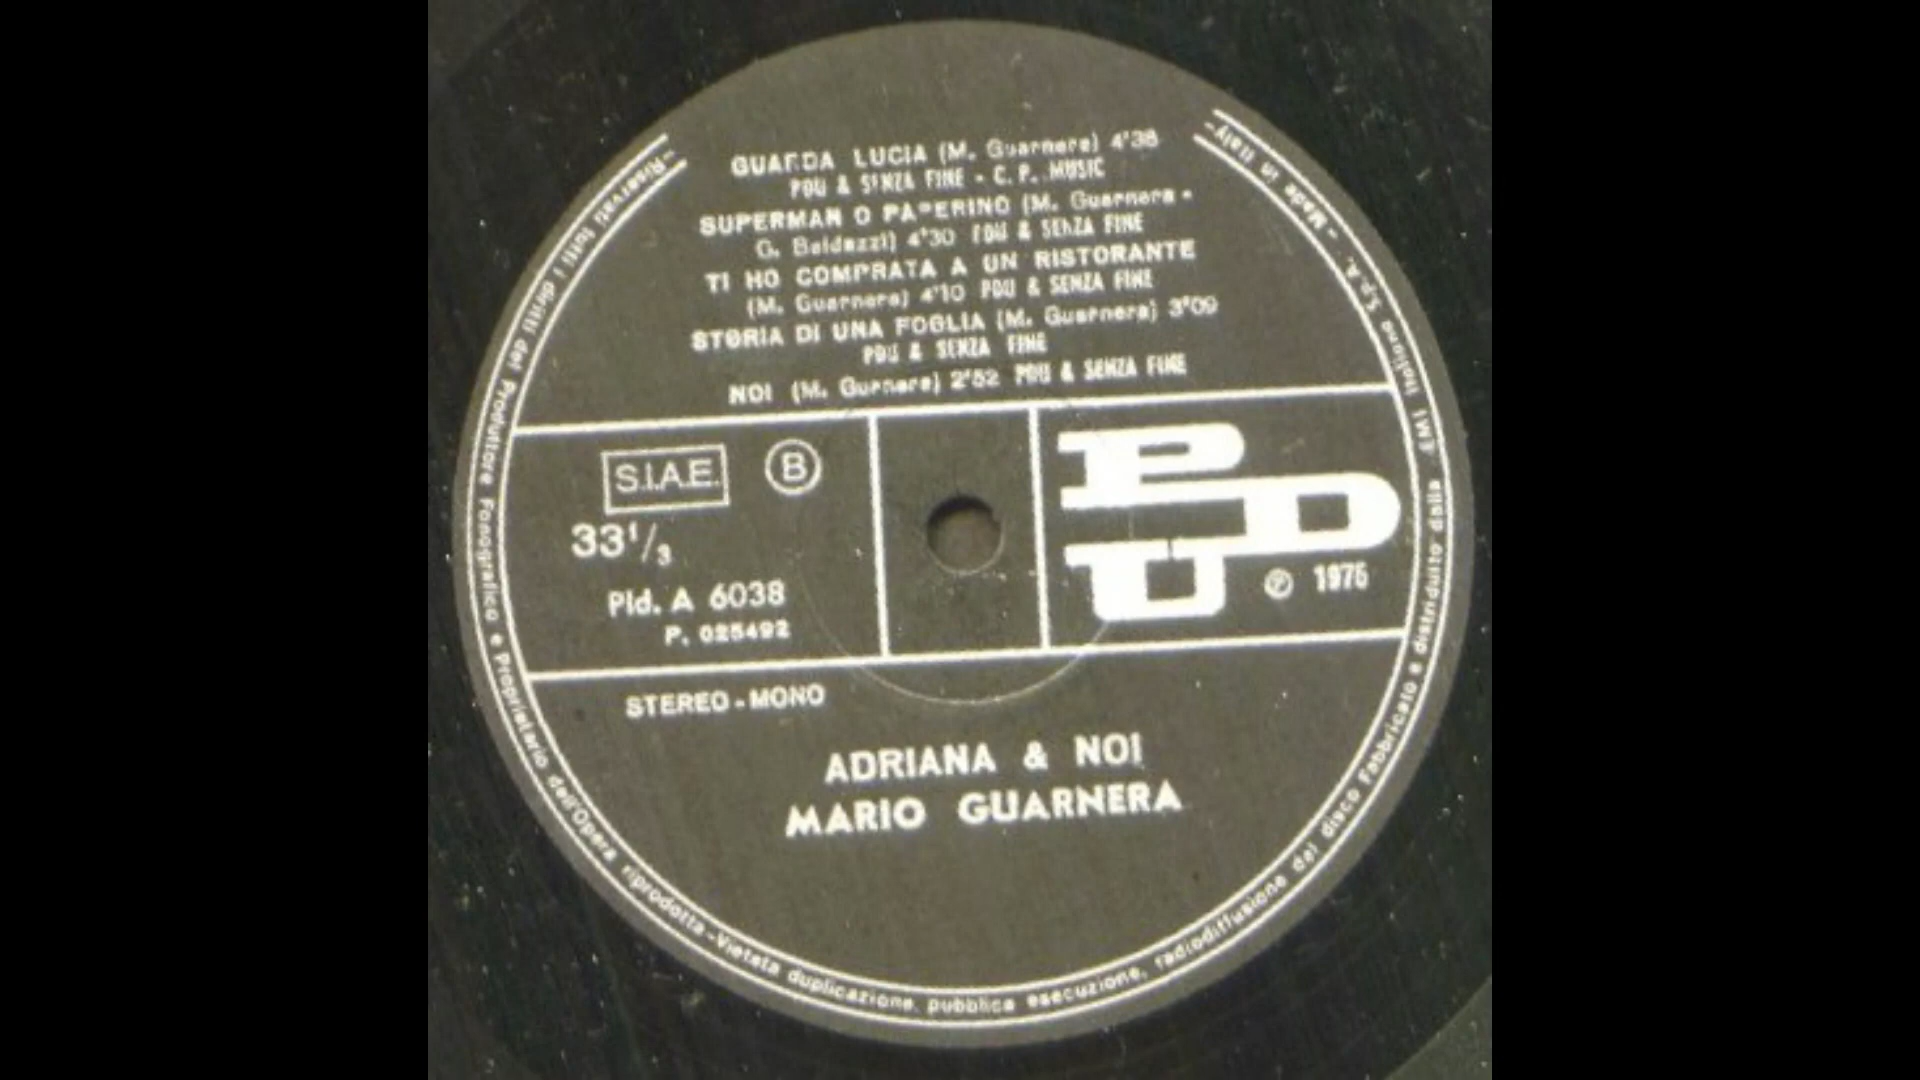 GUARDA LUCIA (M. Guarnera) 4'38
PDU & SENZA FINE - C. P. MUSIC
SUPERMAN O PAPERINO (M. Guarnera -
G. Baldazzi) 4'30 PDU & SENZA FINE
TI HO COMPRATA A UN RISTORANTE
(M. Guarnera) 4'10 PDU & SENZA FINE
STORIA DI UNA FOGLIA (M. Guarnera) 3'09
PDU & SENZA FINE
NOI (M. Guarnera) 2'52 PDU & SENZA FINE
S.I.A.E. B
33 1/3
Pld. A 6038
P. 025492
PDU
℗ 1976
STEREO - MONO
ADRIANA & NOI
MARIO GUARNERA
-Riservati tutti i diritti del Produttore Fonografico e Proprietario dell'Opera riprodotta - Vietata duplicazione, pubblica esecuzione, radiodiffusione del disco Fabbricato e distribuito dalla EMI Italiana S.p.A. - Made in Italy-